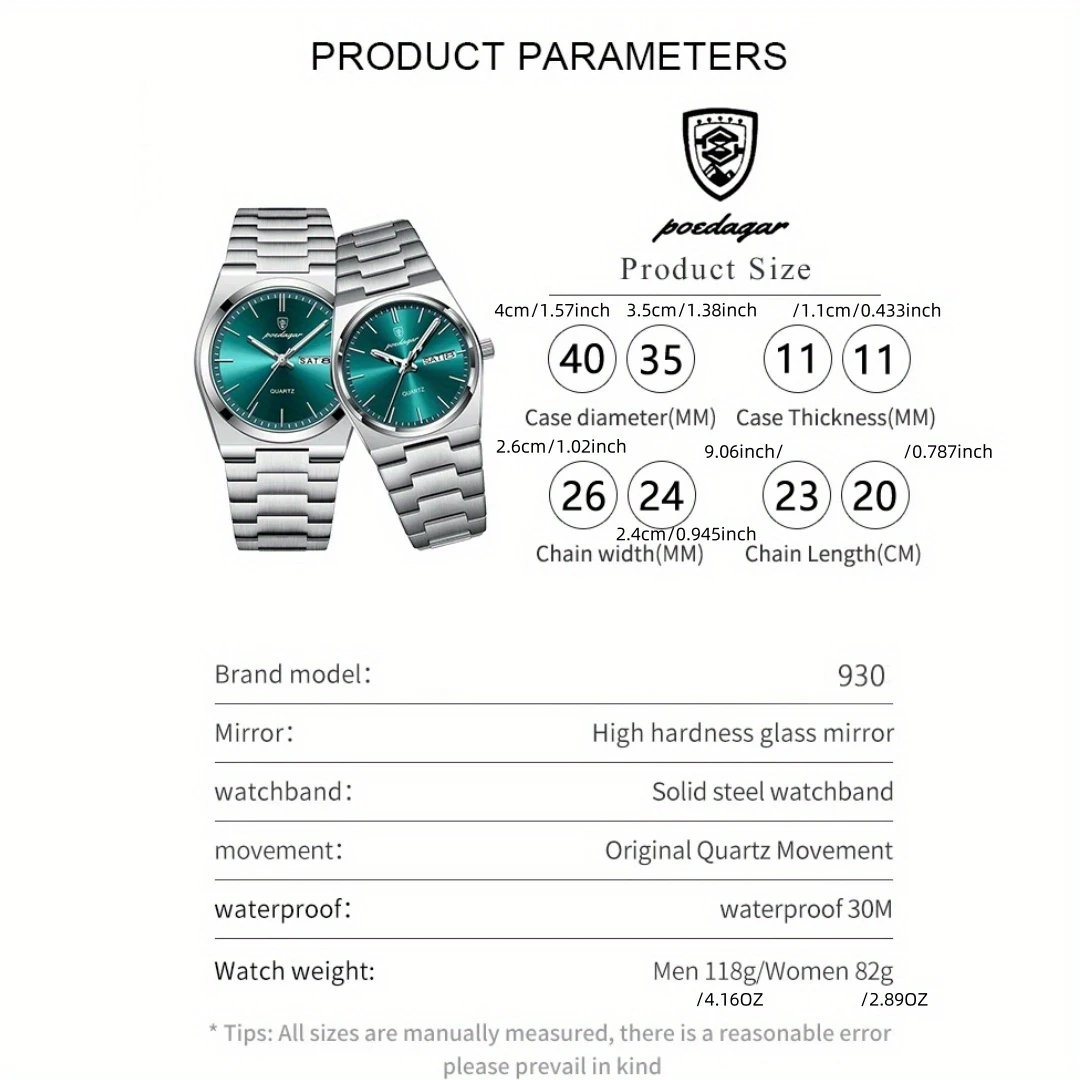 PRODUCT PARAMETERS
poedagar
Product Size
4cm/1.57inch 3.5cm/1.38inch /1.1cm/0.433inch
40 35 11 11
Case diameter(MM) Case Thickness(MM)
2.6cm/1.02inch 9.06inch/ /0.787inch
26 24 23 20
2.4cm/0.945inch
Chain width(MM) Chain Length(CM)
poedagar
SAT 8
QUARTZ
poedagar
SAT 8
QUARTZ
Brand model: 930
Mirror: High hardness glass mirror
watchband: Solid steel watchband
movement: Original Quartz Movement
waterproof: waterproof 30M
Watch weight: Men 118g/Women 82g
/4.16OZ /2.89OZ
* Tips: All sizes are manually measured, there is a reasonable error
please prevail in kind